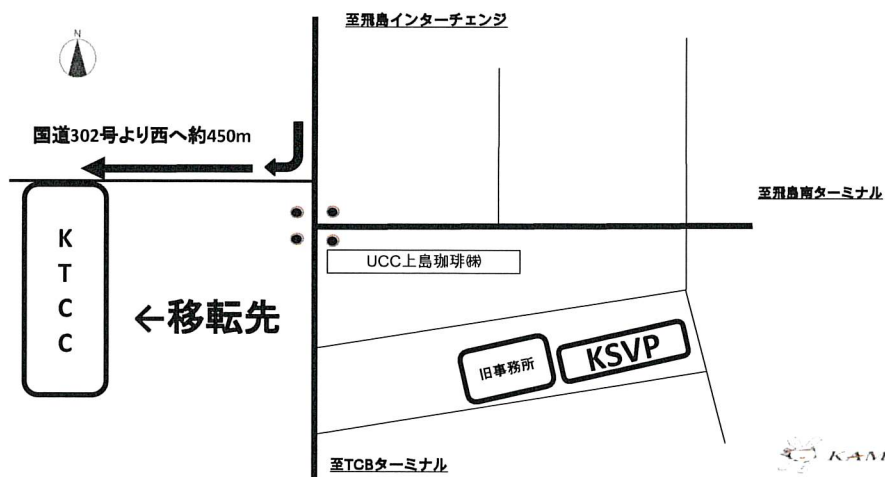 至飛島インターチェンジ
N
国道302号より西へ約450m
至飛島南ターミナル
UCC上島珈琲㈱
KTCC
←移転先
旧事務所
KSVP
至TCBターミナル